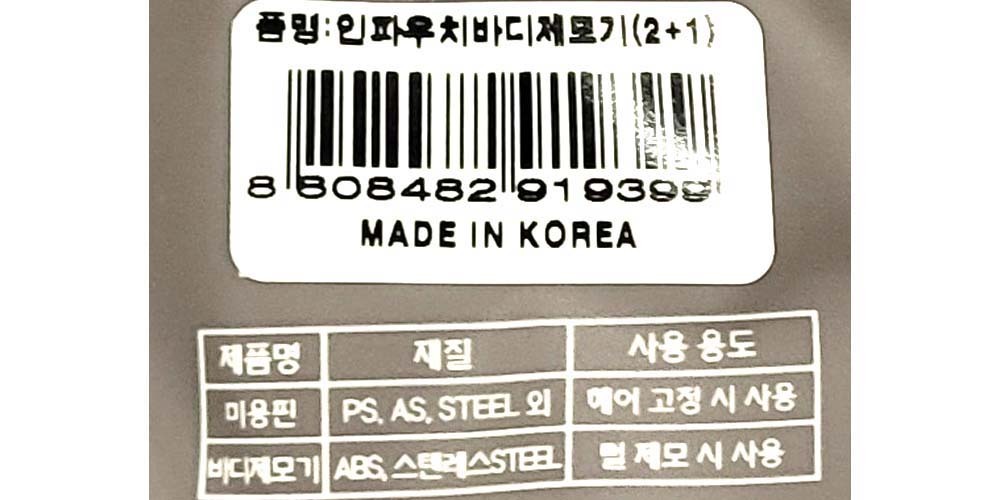 품명:인파우치바디제모기(2+1)
8 808482 919399
MADE IN KOREA
제품명 재질 사용 용도
미용핀 PS, AS, STEEL 외 헤어 고정 시 사용
바디제모기 ABS, 스텐레스STEEL 털 제모 시 사용